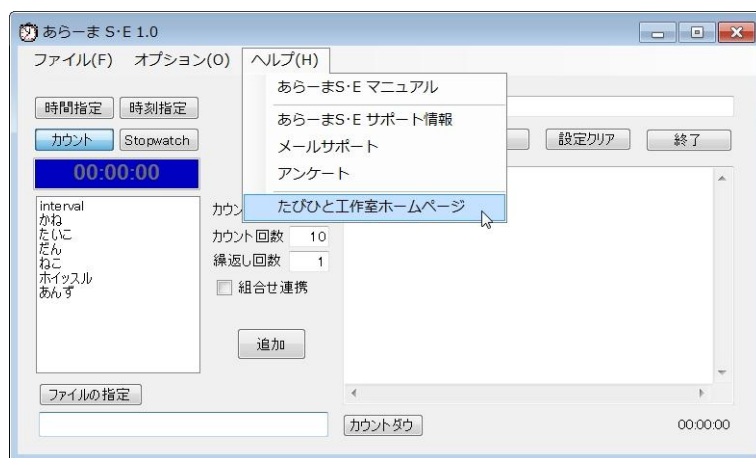 あらーま S・E 1.0
ファイル(F) オプション(O) ヘルプ(H)
あらーまS・E マニュアル
あらーまS・E サポート情報
メールサポート
アンケート
たびひと工作室ホームページ
時間指定 時刻指定
カウント Stopwatch
設定クリア 終了
00:00:00
interval
かね
たいこ
だん
ねこ
ホイッスル
あんず
カウン
カウント回数 10
繰返し回数 1
組合せ連携
追加
ファイルの指定
カウントダウ
00:00:00